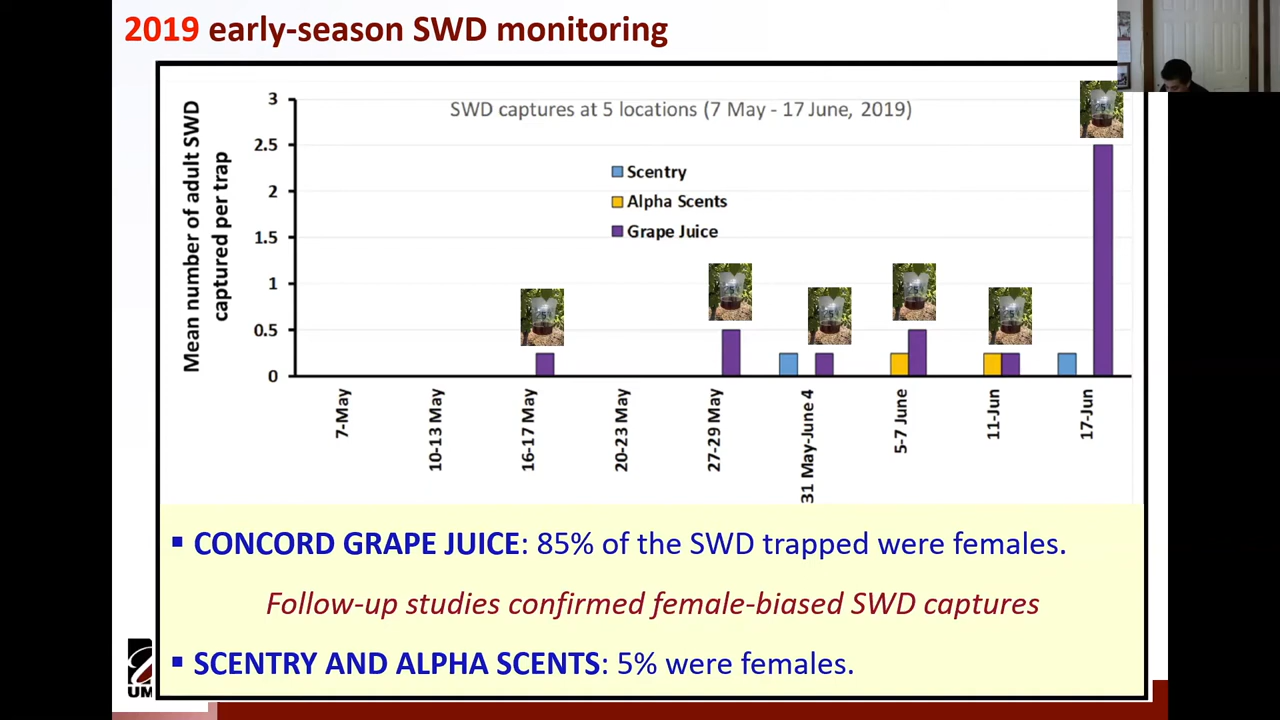 2019 early-season SWD monitoring
SWD captures at 5 locations (7 May - 17 June, 2019)
Mean number of adult SWD
captured per trap
3
2.5
2
1.5
1
0.5
0
Scentry
Alpha Scents
Grape Juice
7-May
10-13 May
16-17 May
20-23 May
27-29 May
31 May-June 4
5-7 June
11-Jun
17-Jun
▪ CONCORD GRAPE JUICE: 85% of the SWD trapped were females.
Follow-up studies confirmed female-biased SWD captures
▪ SCENTRY AND ALPHA SCENTS: 5% were females.
UM